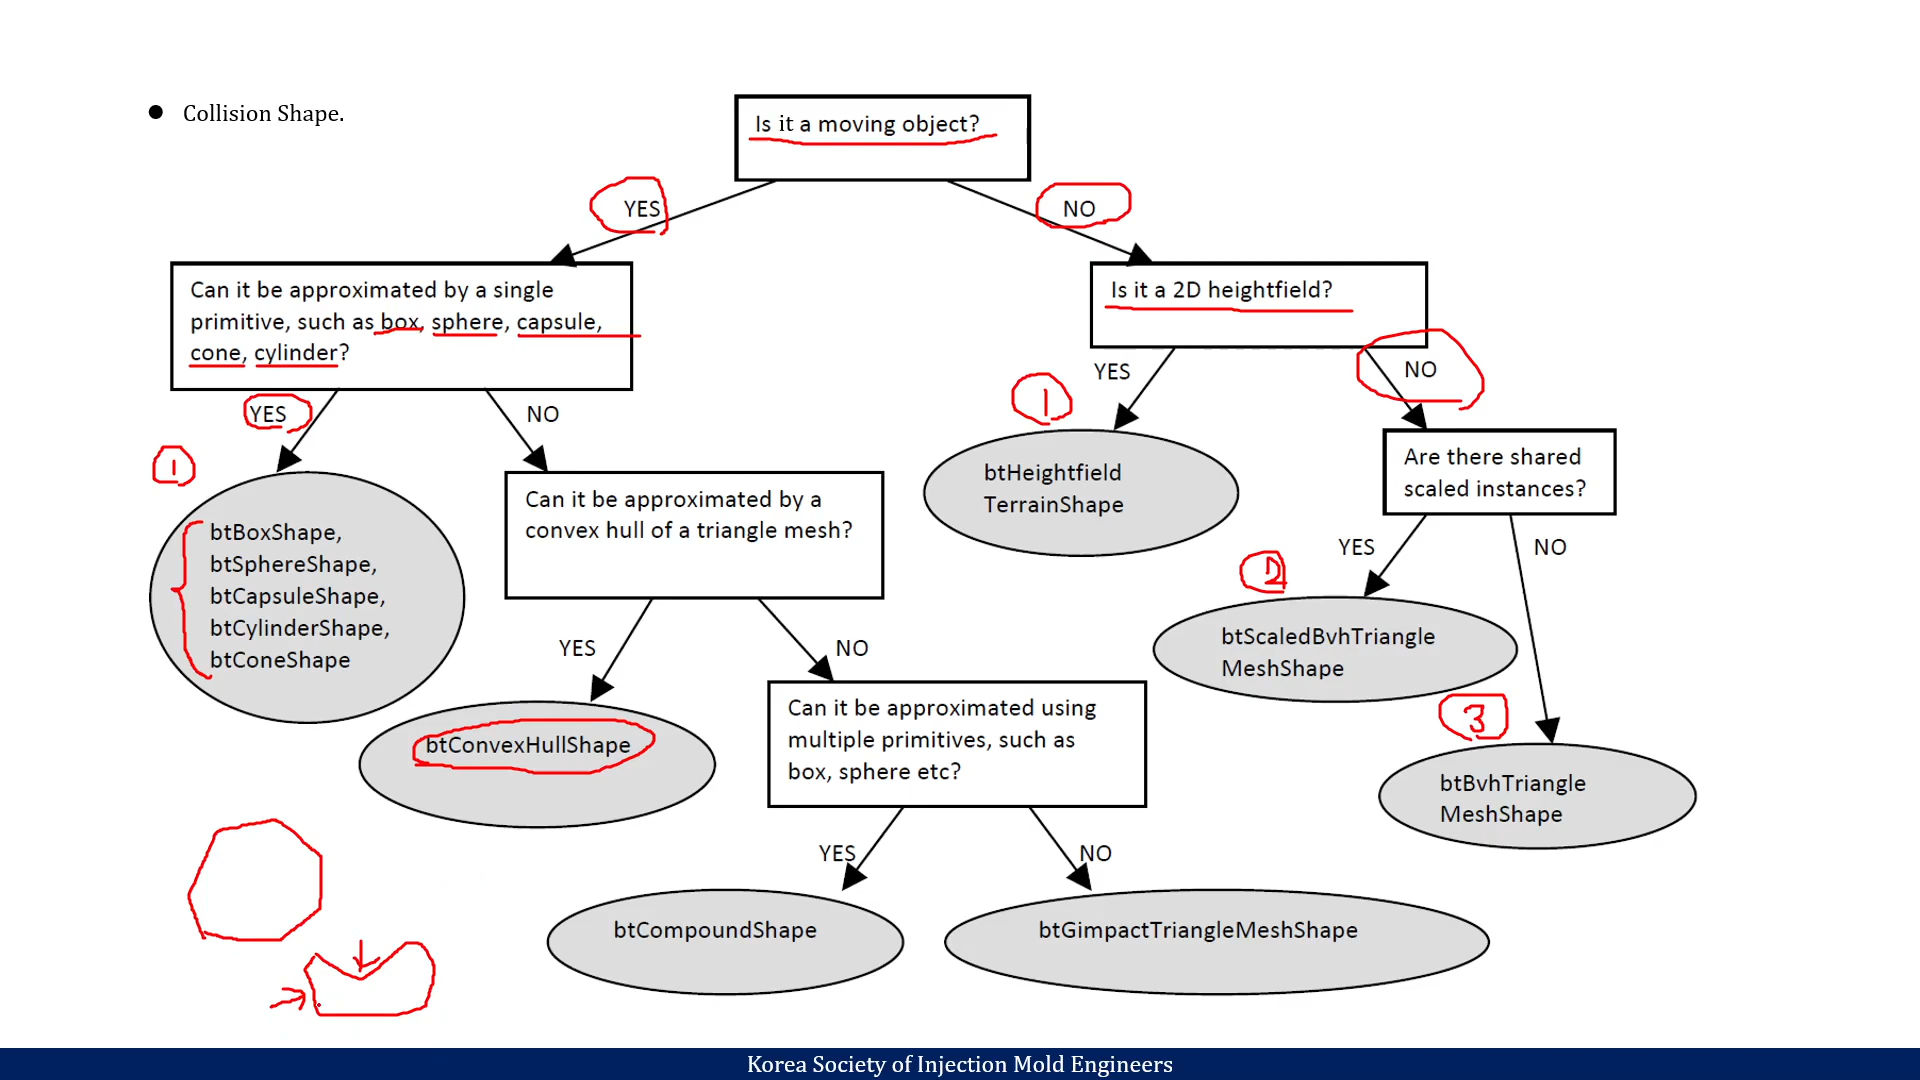 ● Collision Shape.
Is it a moving object?
YES
NO
Can it be approximated by a single
primitive, such as box, sphere, capsule,
cone, cylinder?
Is it a 2D heightfield?
YES
NO
YES
NO
1
1
btBoxShape,
btSphereShape,
btCapsuleShape,
btCylinderShape,
btConeShape
Can it be approximated by a
convex hull of a triangle mesh?
btHeightfield
TerrainShape
Are there shared
scaled instances?
YES
NO
2
btScaledBvhTriangle
MeshShape
3
btBvhTriangle
MeshShape
YES
NO
btConvexHullShape
Can it be approximated using
multiple primitives, such as
box, sphere etc?
YES
NO
btCompoundShape
btGimpactTriangleMeshShape
Korea Society of Injection Mold Engineers